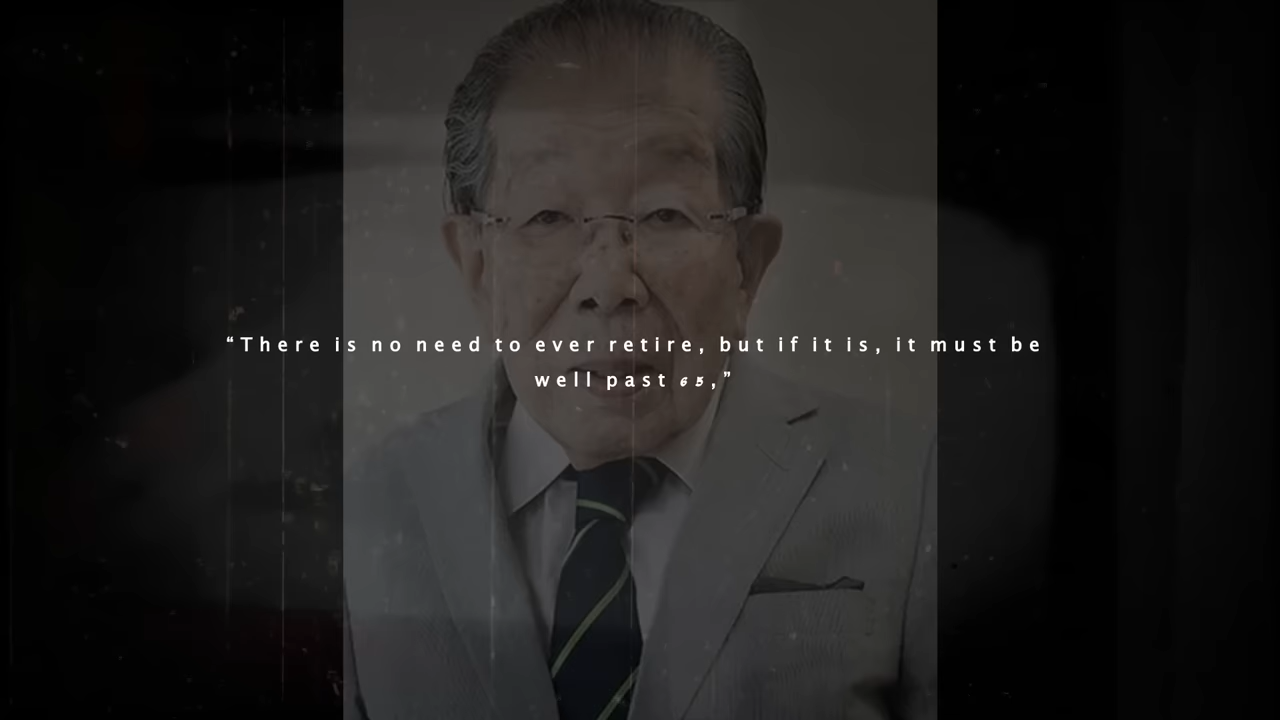 “There is no need to ever retire, but if it is, it must be
well past 65,”